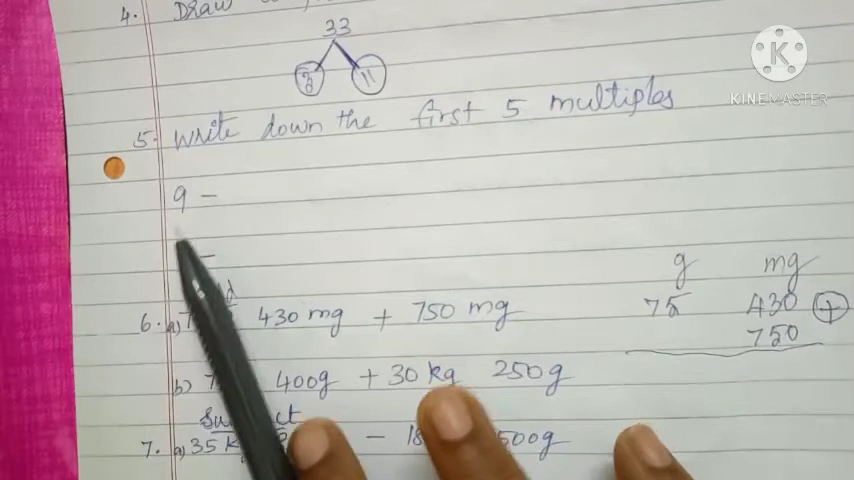 4. Draw
33
3 11
5. Write down the first 5 multiples
9 -
-
g mg
6. a) 430 mg + 750 mg
75 430 +
750
b) 400g + 30 kg 250g
7. a) 35 - 500g
K
KINEMASTER